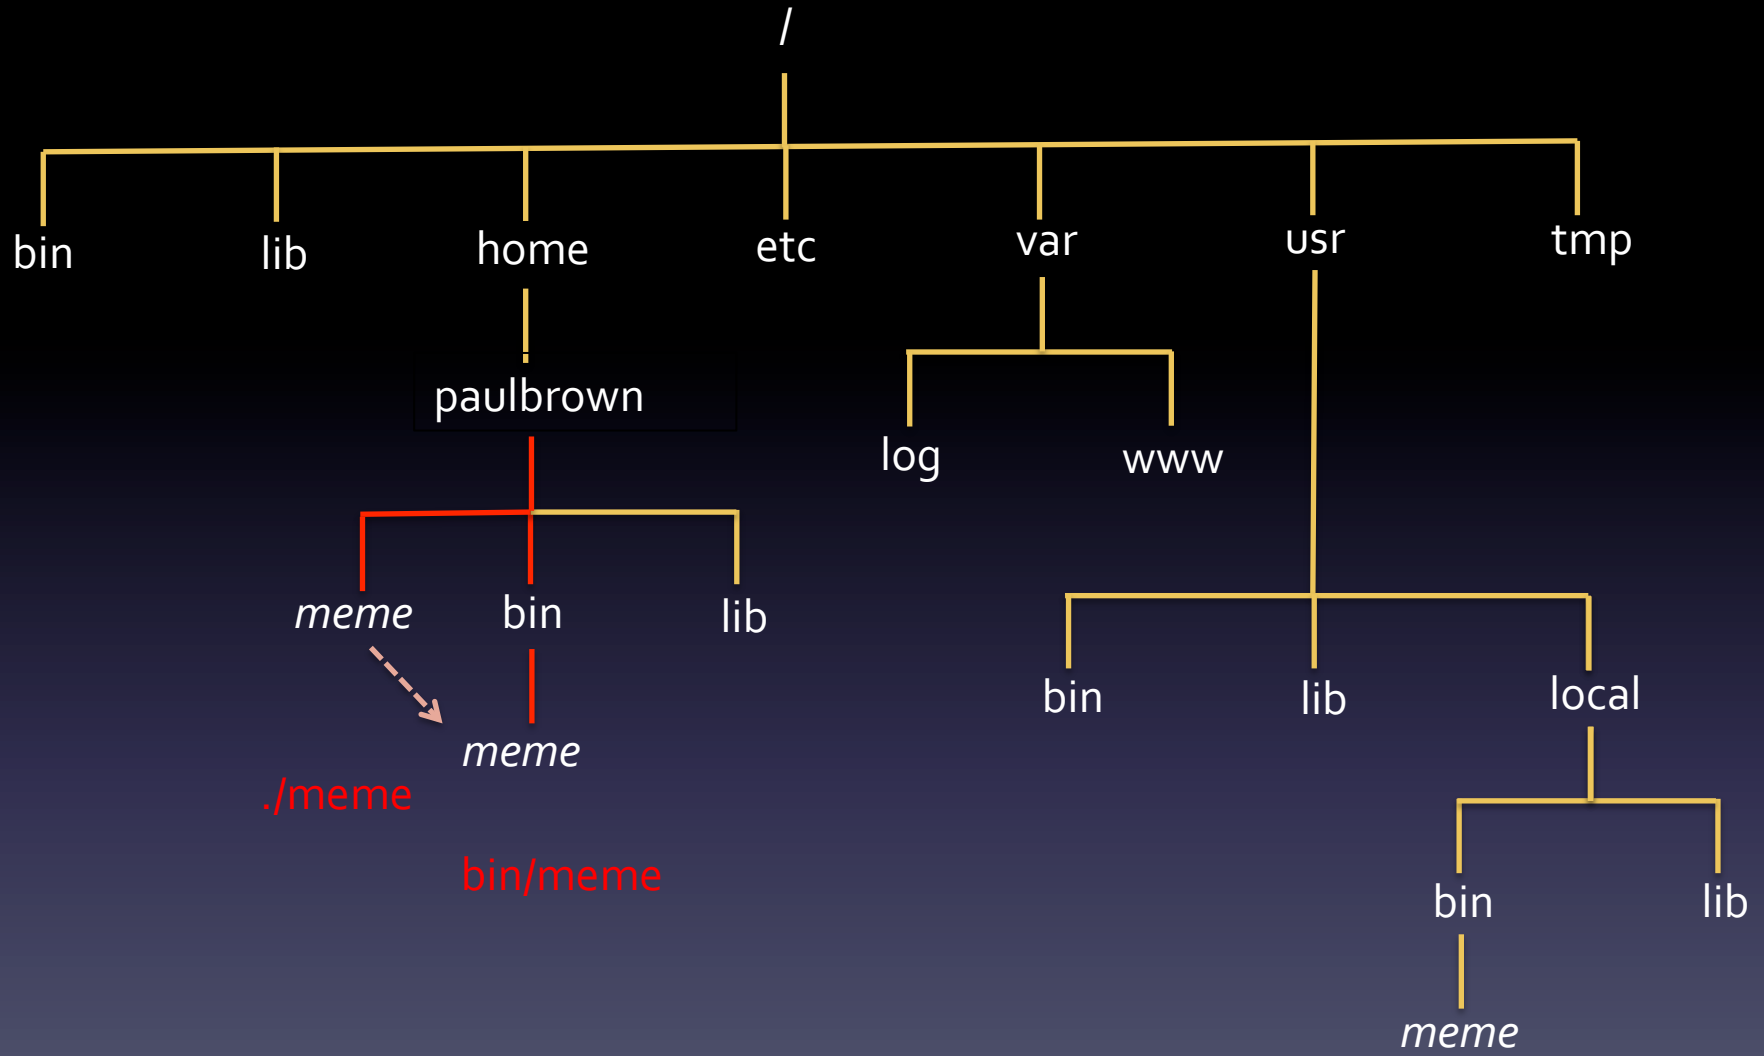 /
bin lib home etc var usr tmp
paulbrown
log www
meme bin lib
bin lib local
meme
./meme
bin/meme
bin lib
meme